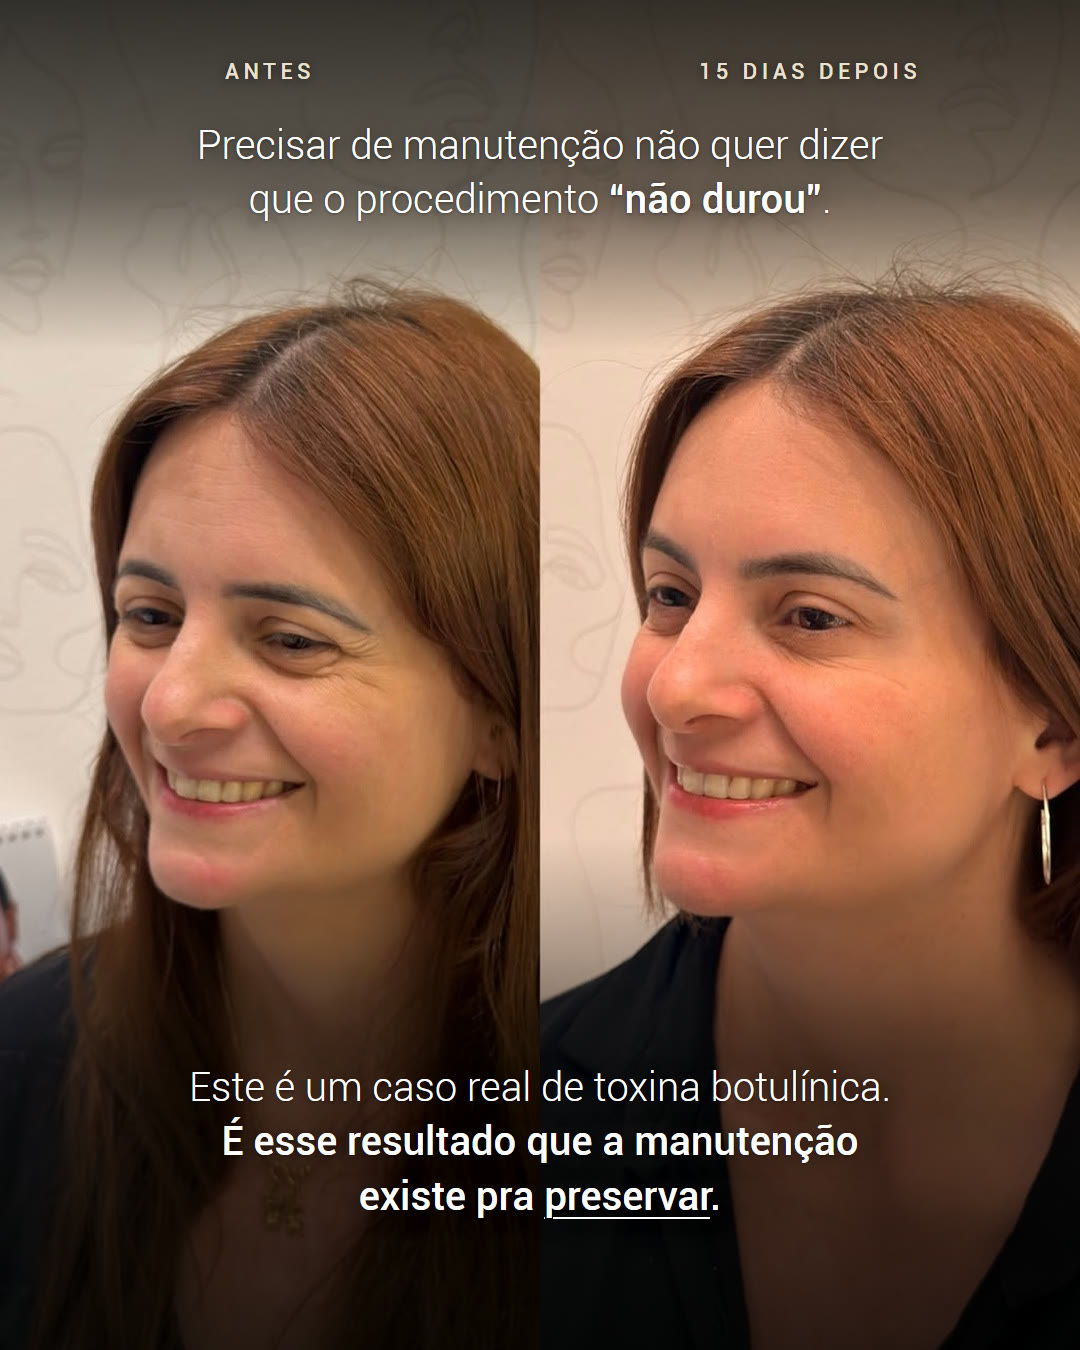 ANTES
15 DIAS DEPOIS
Precisar de manutenção não quer dizer
que o procedimento “não durou”.
Este é um caso real de toxina botulínica.
É esse resultado que a manutenção
existe pra preservar.